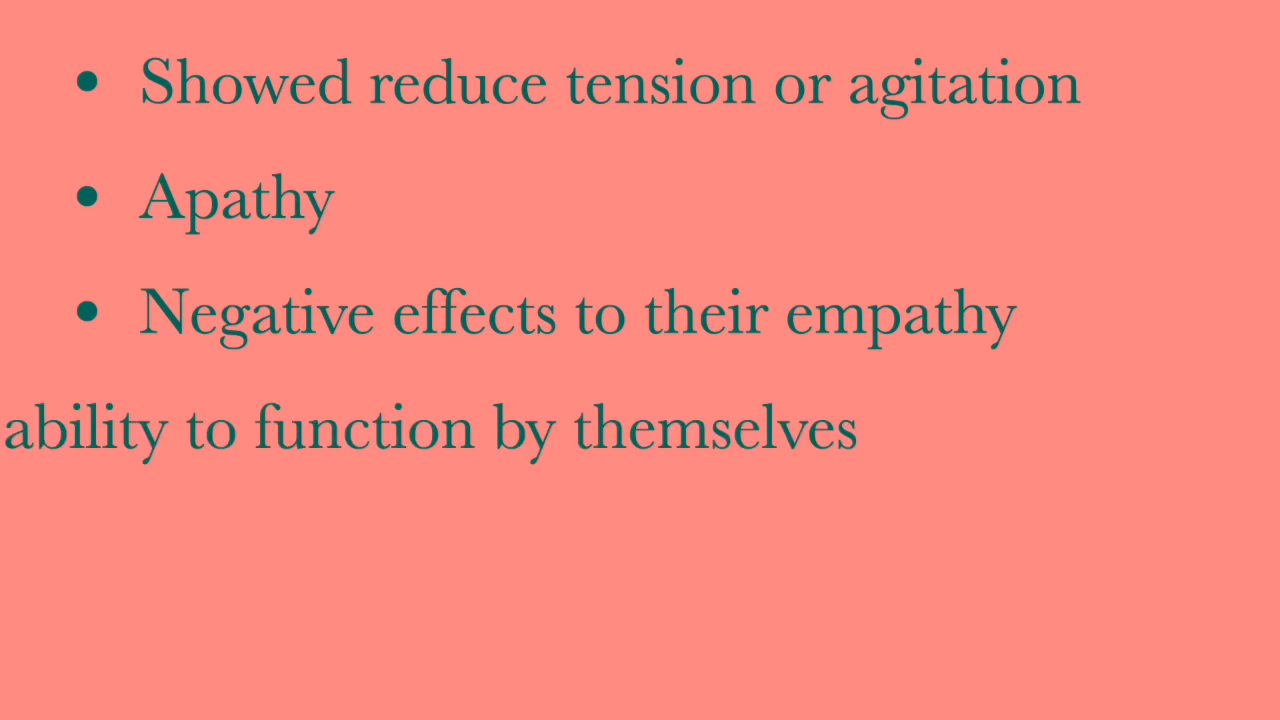 • Showed reduce tension or agitation
• Apathy
• Negative effects to their empathy
ability to function by themselves